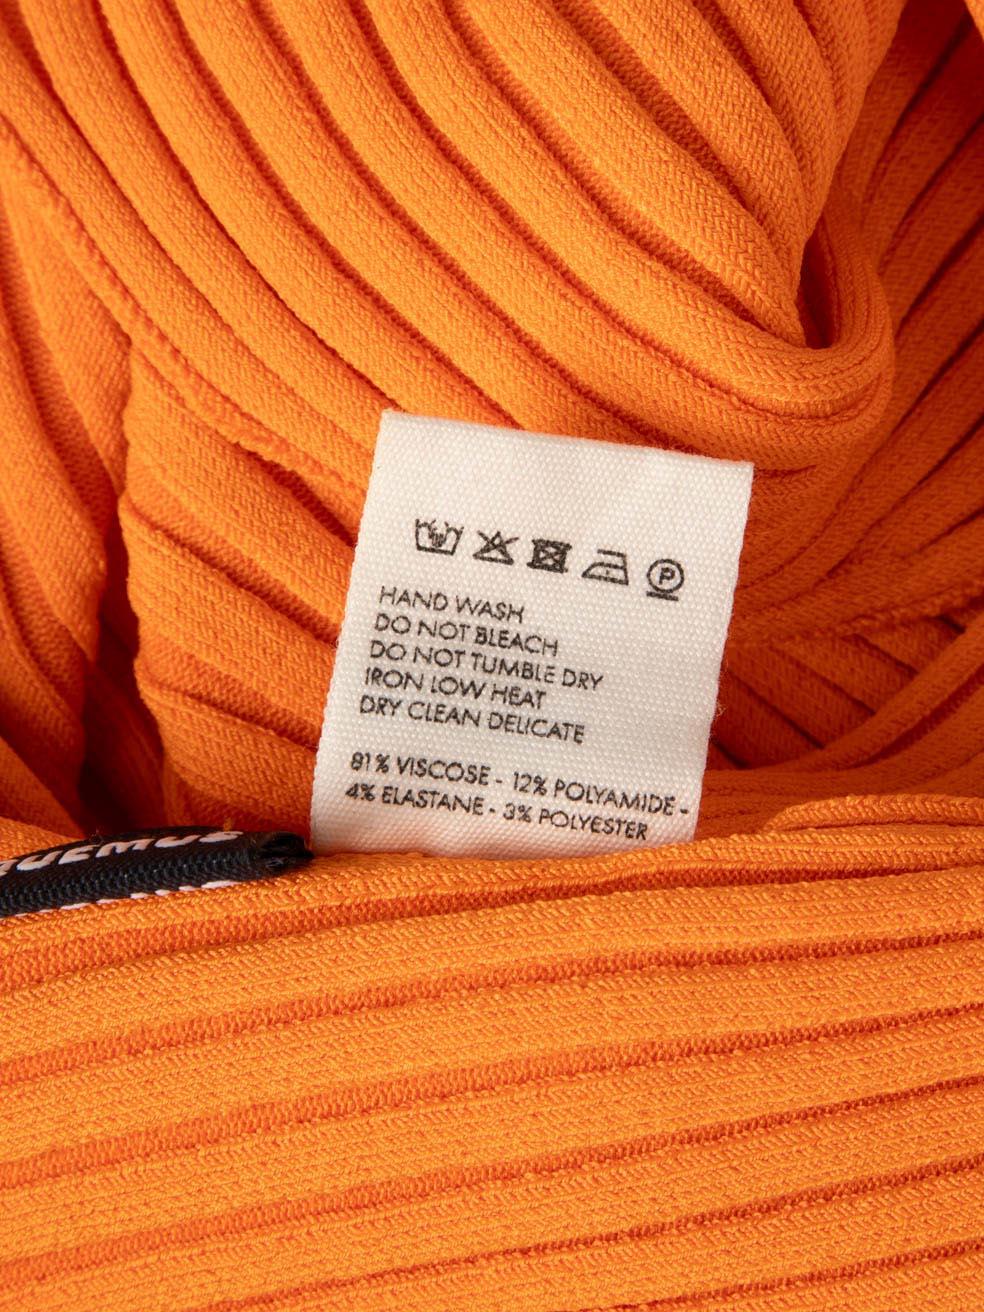 P
HAND WASH
DO NOT BLEACH
DO NOT TUMBLE DRY
IRON LOW HEAT
DRY CLEAN DELICATE
81% VISCOSE - 12% POLYAMIDE -
4% ELASTANE - 3% POLYESTER
QUEMUS